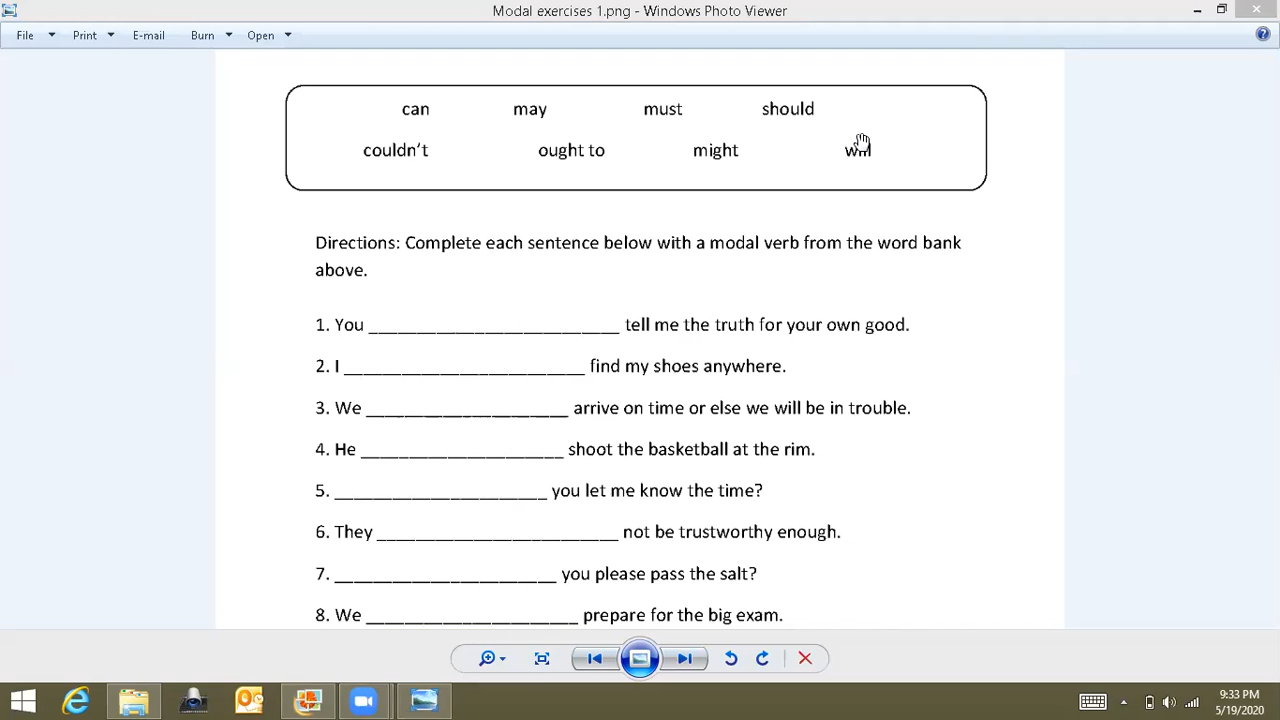 Modal exercises 1.png - Windows Photo Viewer
File Print E-mail Burn Open
can may must should
couldn't ought to might will
Directions: Complete each sentence below with a modal verb from the word bank
above.
1. You __________________________ tell me the truth for your own good.
2. I _________________________ find my shoes anywhere.
3. We _____________________ arrive on time or else we will be in trouble.
4. He _____________________ shoot the basketball at the rim.
5. ______________________ you let me know the time?
6. They _________________________ not be trustworthy enough.
7. _______________________ you please pass the salt?
8. We ______________________ prepare for the big exam.
9:33 PM
5/19/2020